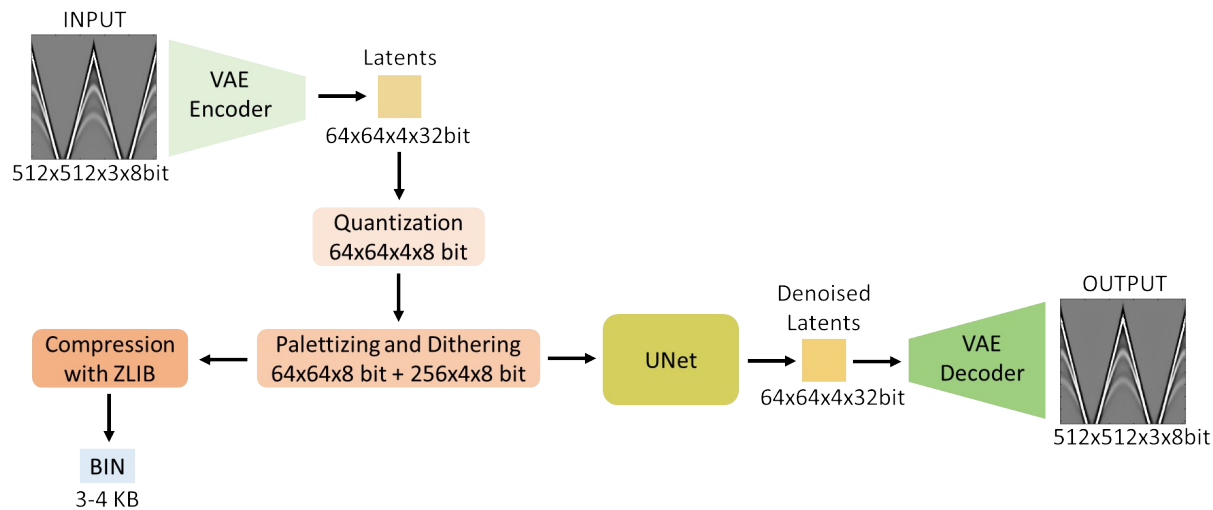 INPUT
512x512x3x8bit
VAE
Encoder
Latents
64x64x4x32bit
Quantization
64x64x4x8 bit
Palettizing and Dithering
64x64x8 bit + 256x4x8 bit
Compression
with ZLIB
BIN
3-4 KB
UNet
Denoised
Latents
64x64x4x32bit
VAE
Decoder
OUTPUT
512x512x3x8bit